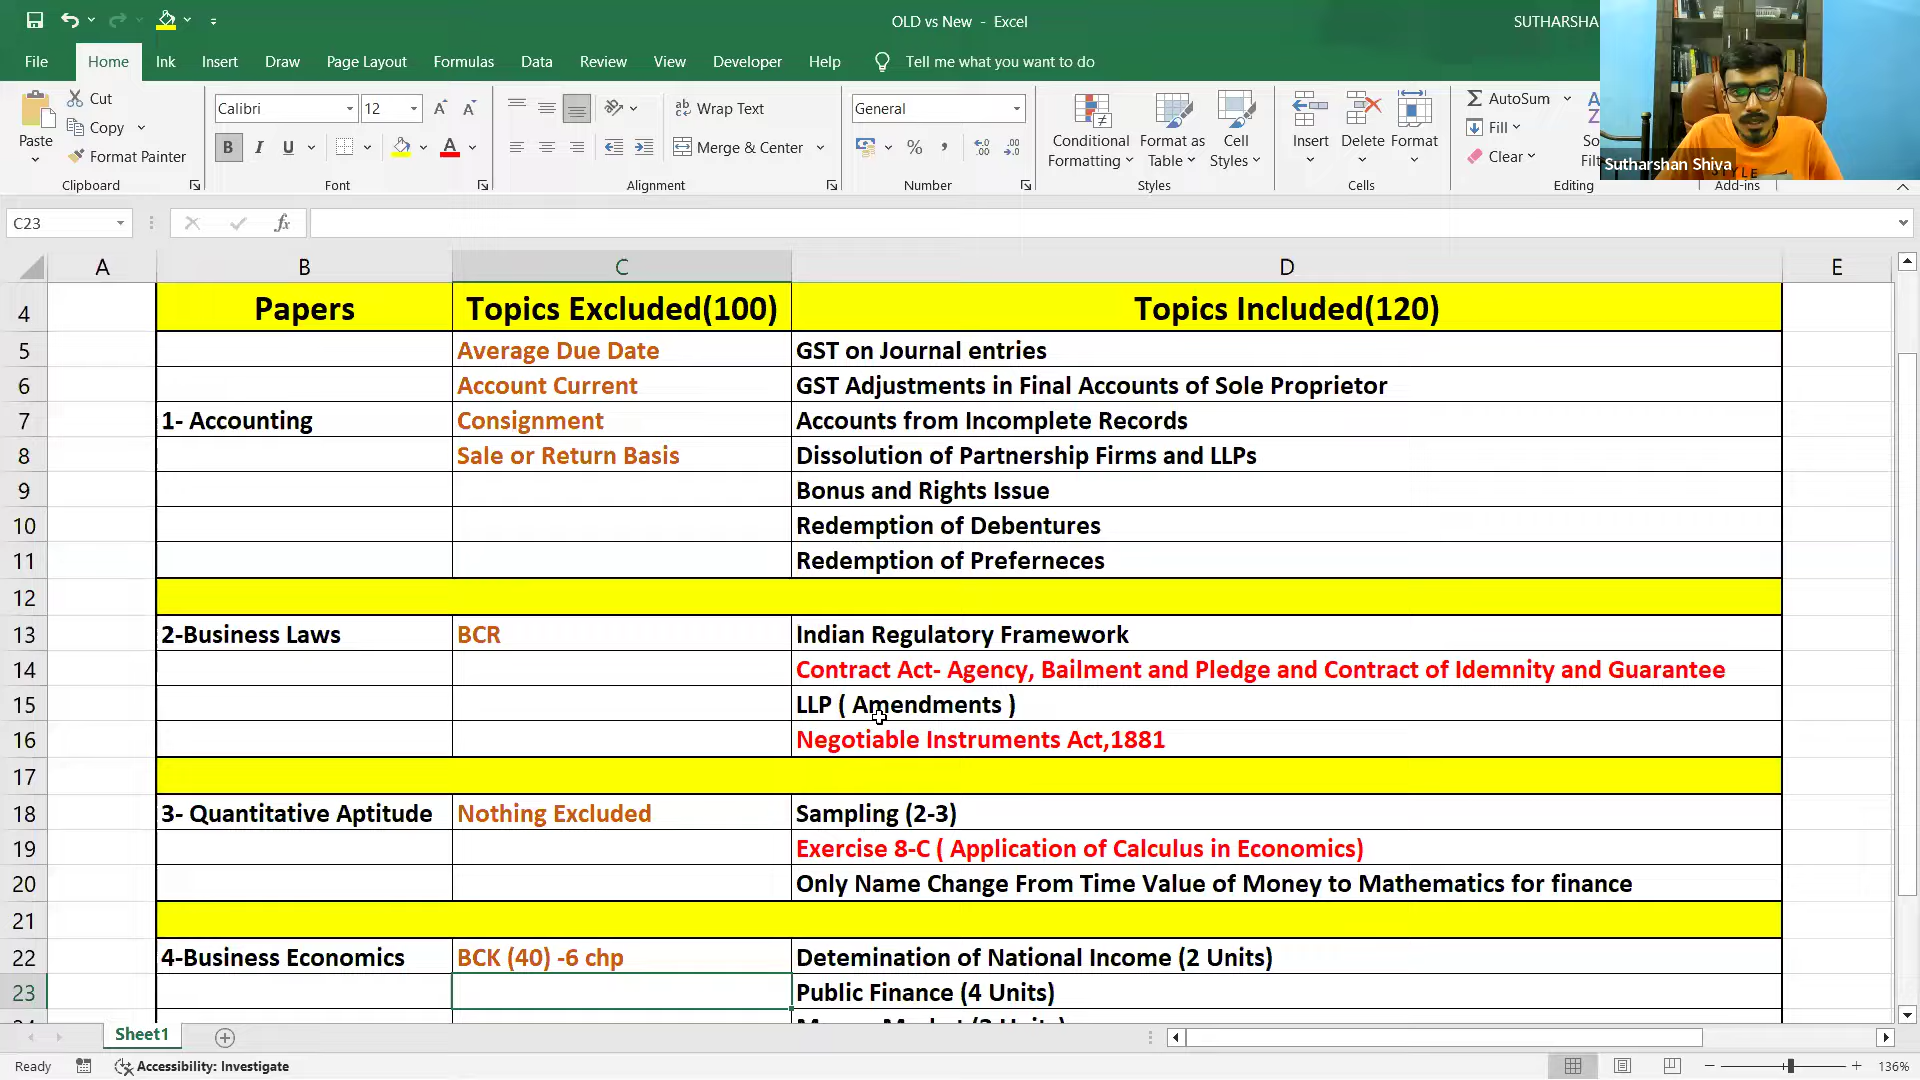 OLD vs New - Excel
SUTHARSHA
File Home Ink Insert Draw Page Layout Formulas Data Review View Developer Help Tell me what you want to do
Paste
Cut
Copy
Format Painter
Clipboard
Calibri 12
B I U
Font
Wrap Text
Merge & Center
Alignment
General
Number
Conditional Formatting
Format as Table
Cell Styles
Styles
Insert Delete Format
Cells
AutoSum
Fill
Clear
Editing
Add-ins
Sutharshan Shiva
C23
fx
A B C D E
4 Papers Topics Excluded(100) Topics Included(120)
5 Average Due Date GST on Journal entries
6 Account Current GST Adjustments in Final Accounts of Sole Proprietor
7 1- Accounting Consignment Accounts from Incomplete Records
8 Sale or Return Basis Dissolution of Partnership Firms and LLPs
9 Bonus and Rights Issue
10 Redemption of Debentures
11 Redemption of Preferneces
12
13 2-Business Laws BCR Indian Regulatory Framework
14 Contract Act- Agency, Bailment and Pledge and Contract of Idemnity and Guarantee
15 LLP ( Amendments )
16 Negotiable Instruments Act,1881
17
18 3- Quantitative Aptitude Nothing Excluded Sampling (2-3)
19 Exercise 8-C ( Application of Calculus in Economics)
20 Only Name Change From Time Value of Money to Mathematics for finance
21
22 4-Business Economics BCK (40) -6 chp Detemination of National Income (2 Units)
23 Public Finance (4 Units)
Sheet1
Ready Accessibility: Investigate 136%